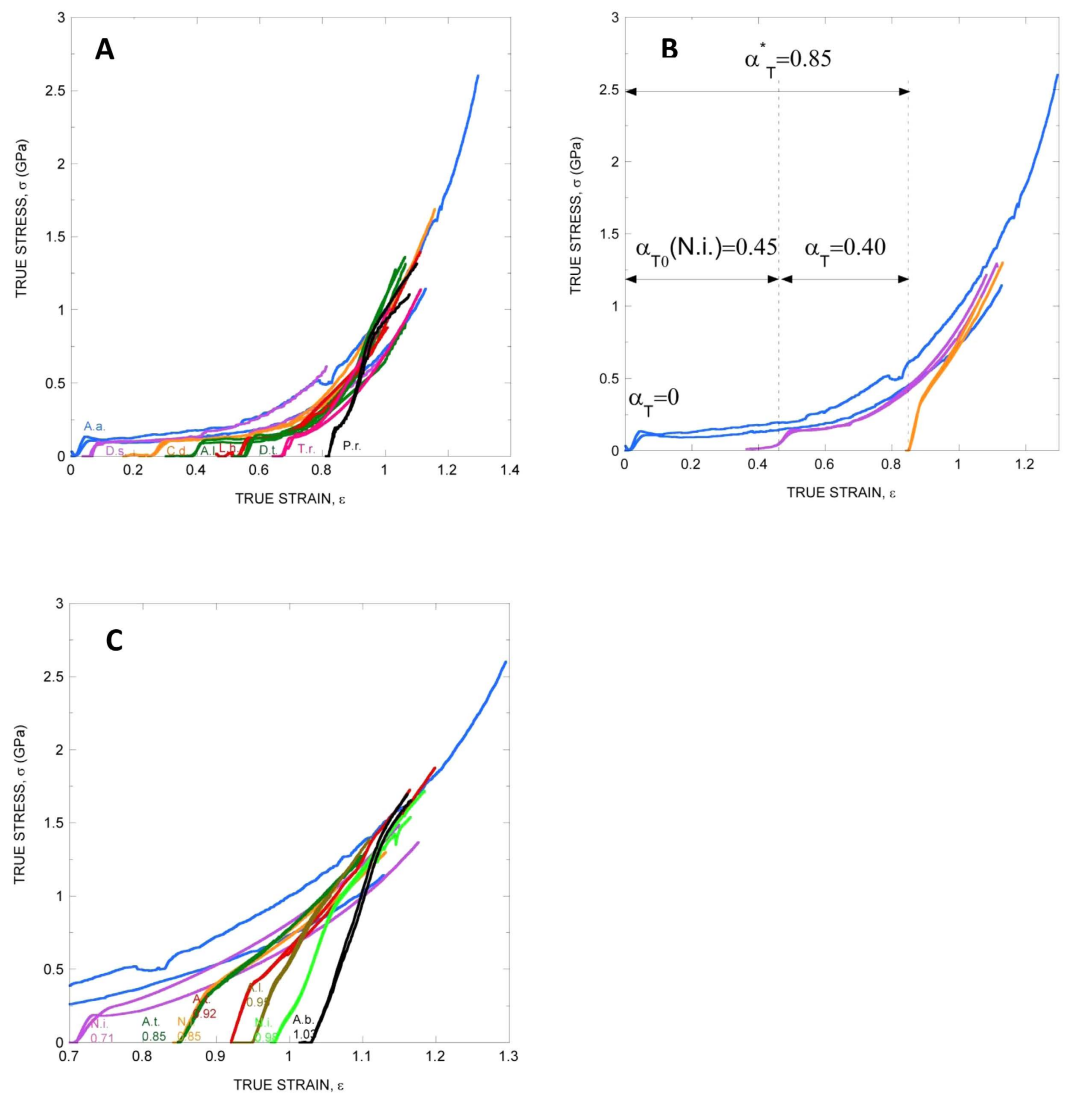 A
3
2.5
2
1.5
1
0.5
0
TRUE STRESS, σ (GPa)
A.a.
D.s.
C.d.
A.l.
L.h.
D.t.
T.r.
P.r.
0 0.2 0.4 0.6 0.8 1 1.2 1.4
TRUE STRAIN, ε
B
3
2.5
2
1.5
1
0.5
0
TRUE STRESS, σ (GPa)
α*T=0.85
αT0(N.i.)=0.45
αT=0.40
αT=0
0 0.2 0.4 0.6 0.8 1 1.2
TRUE STRAIN, ε
C
3
2.5
2
1.5
1
0.5
0
TRUE STRESS, σ (GPa)
N.i.
0.71
A.t.
0.85
0.85
0.92
A.b.
1.03
0.7 0.8 0.9 1 1.1 1.2 1.3
TRUE STRAIN, ε